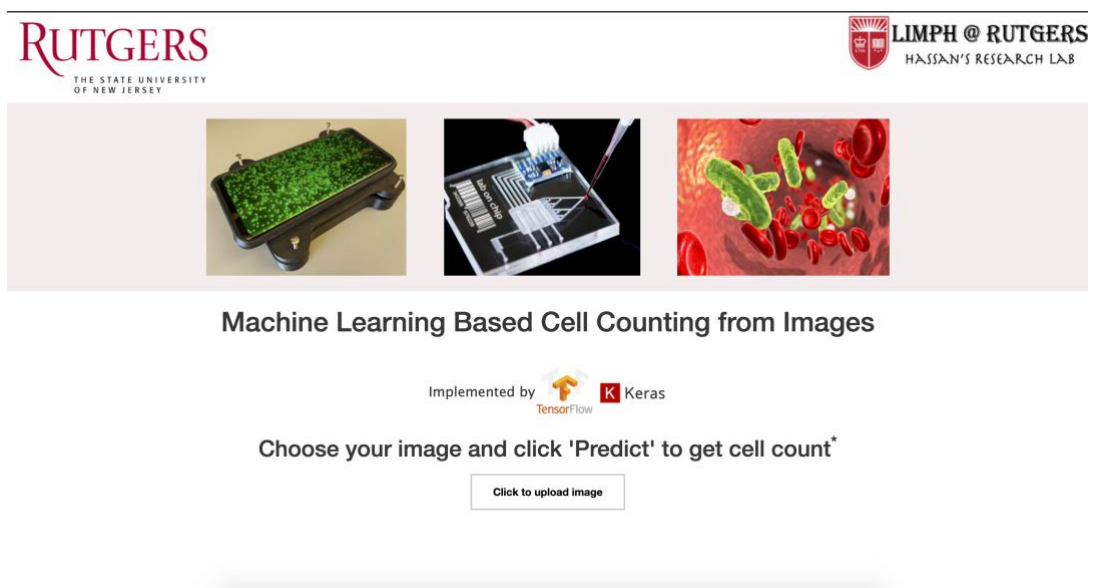 RUTGERS
THE STATE UNIVERSITY
OF NEW JERSEY
LIMPH @ RUTGERS
HASSAN'S RESEARCH LAB
lab on chip
Machine Learning Based Cell Counting from Images
Implemented by TensorFlow K Keras
Choose your image and click 'Predict' to get cell count*
Click to upload image